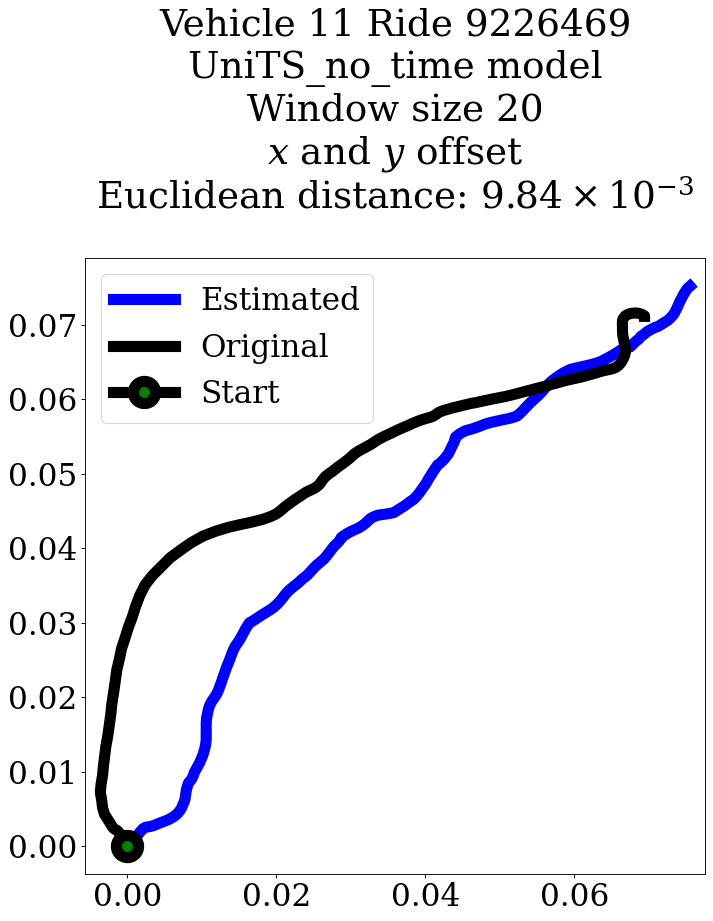 Vehicle 11 Ride 9226469
UniTS_no_time model
Window size 20
x and y offset
Euclidean distance: 9.84 × 10⁻³
Estimated
Original
Start
0.07
0.06
0.05
0.04
0.03
0.02
0.01
0.00
0.00 0.02 0.04 0.06